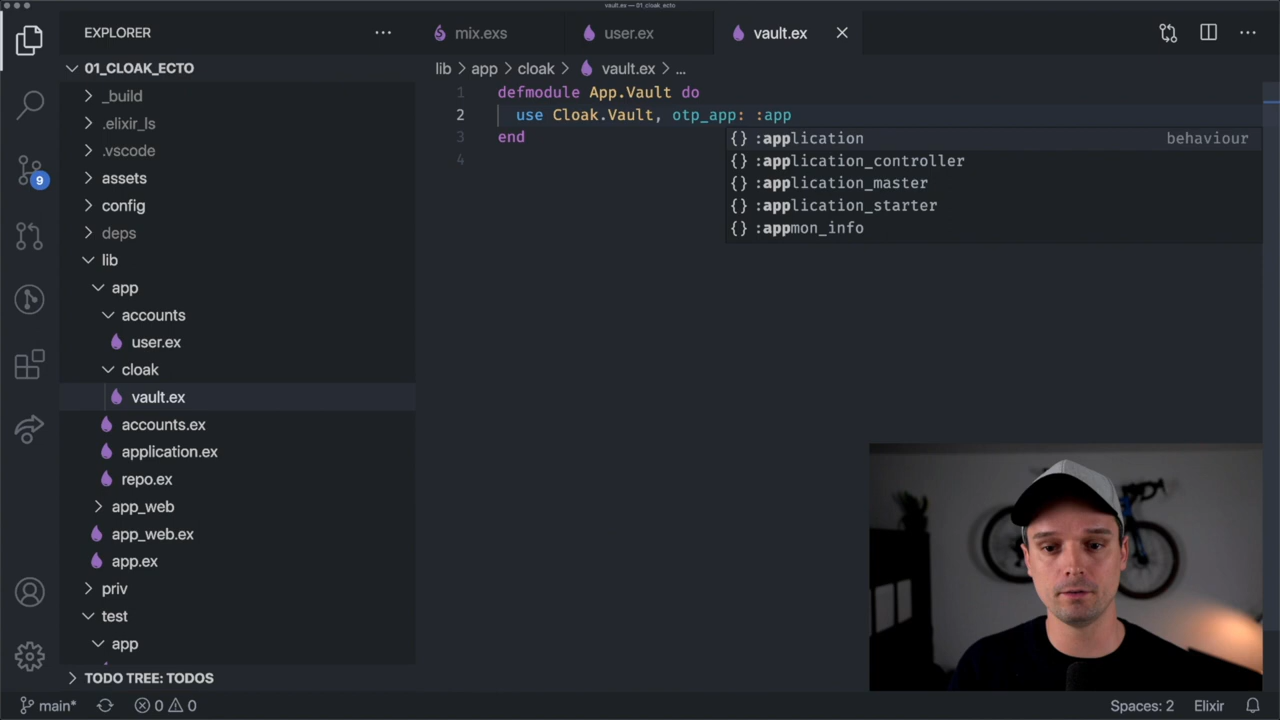 vault.ex — 01_cloak_ecto
EXPLORER
mix.exs
user.ex
vault.ex
01_CLOAK_ECTO
lib > app > cloak > vault.ex > ...
_build
.elixir_ls
.vscode
assets
config
deps
lib
app
accounts
user.ex
cloak
vault.ex
accounts.ex
application.ex
repo.ex
app_web
app_web.ex
app.ex
priv
test
app
TODO TREE: TODOS
9
1 defmodule App.Vault do
2 use Cloak.Vault, otp_app: :app
3 end
4
{} :application behaviour
{} :application_controller
{} :application_master
{} :application_starter
{} :appmon_info
main* 0 0 Spaces: 2 Elixir